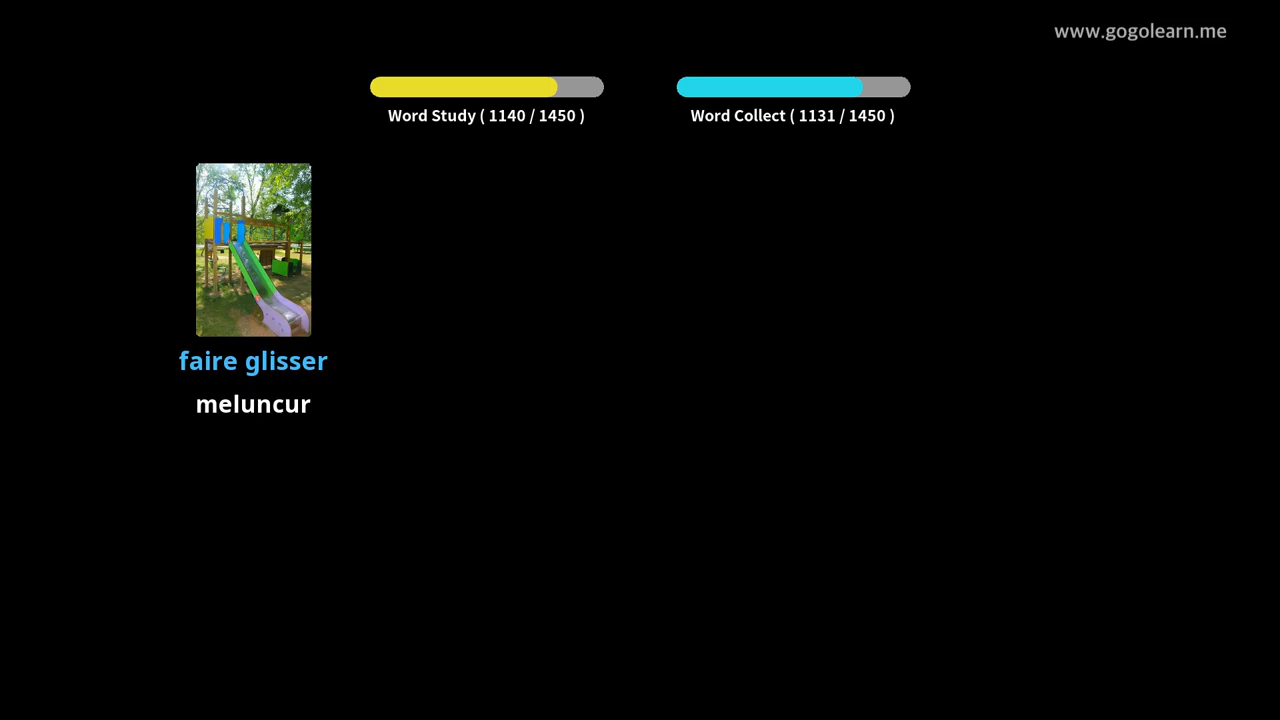 www.gogolearn.me
Word Study ( 1140 / 1450 )
Word Collect ( 1131 / 1450 )
faire glisser
meluncur